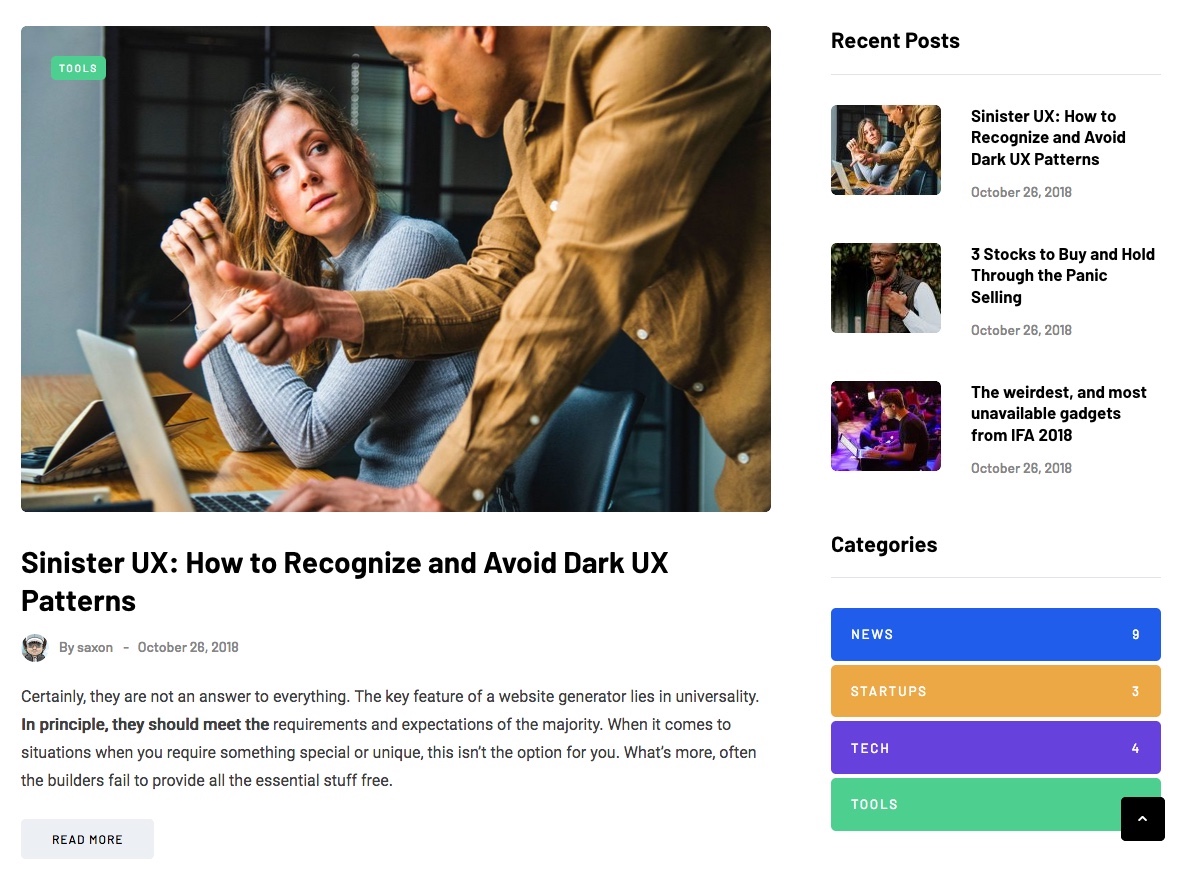 TOOLS
Sinister UX: How to Recognize and Avoid Dark UX
Patterns
By saxon - October 26, 2018
Certainly, they are not an answer to everything. The key feature of a website generator lies in universality.
In principle, they should meet the requirements and expectations of the majority. When it comes to
situations when you require something special or unique, this isn’t the option for you. What’s more, often
the builders fail to provide all the essential stuff free.
READ MORE
Recent Posts
Sinister UX: How to
Recognize and Avoid
Dark UX Patterns
October 26, 2018
3 Stocks to Buy and Hold
Through the Panic
Selling
October 26, 2018
The weirdest, and most
unavailable gadgets
from IFA 2018
October 26, 2018
Categories
NEWS 9
STARTUPS 3
TECH 4
TOOLS